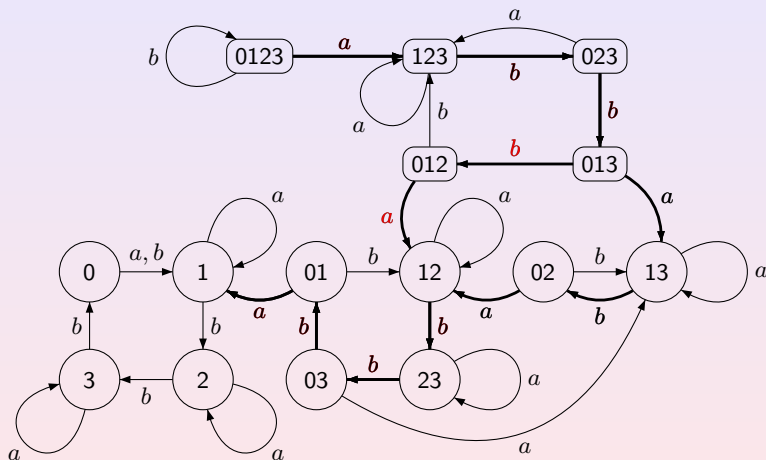 a
b 0123 a 123 b 023
a b b
012 b 013
a a a
0 a, b 1 01 b 12 02 b 13 a
b b a b b a b
3 b 2 03 b 23 a
a a a